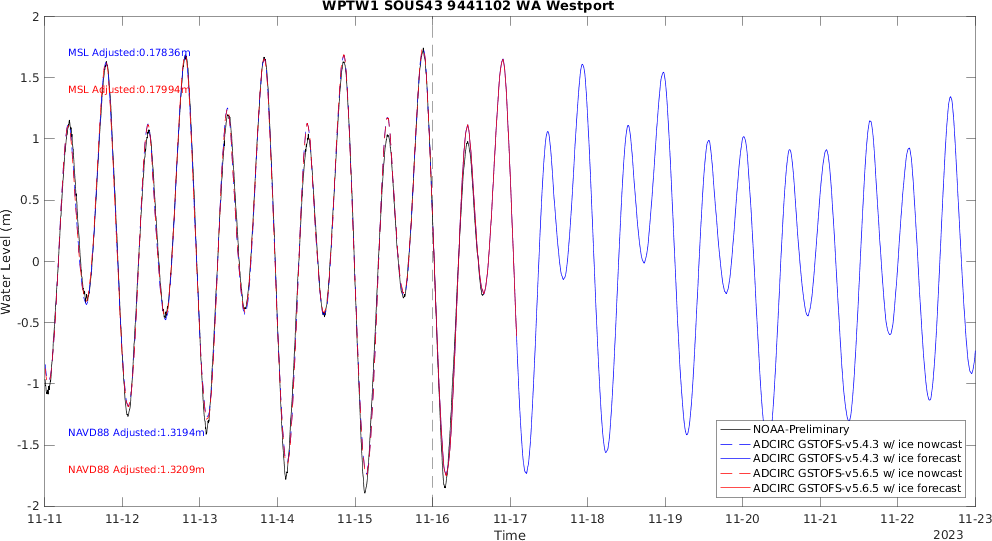 WPTW1 SOUS43 9441102 WA Westport
2
1.5
1
0.5
0
-0.5
-1
-1.5
-2
Water Level (m)
MSL Adjusted:0.17836m
MSL Adjusted:0.17994m
NAVD88 Adjusted:1.3194m
NAVD88 Adjusted:1.3209m
NOAA-Preliminary
ADCIRC GSTOFS-v5.4.3 w/ ice nowcast
ADCIRC GSTOFS-v5.4.3 w/ ice forecast
ADCIRC GSTOFS-v5.6.5 w/ ice nowcast
ADCIRC GSTOFS-v5.6.5 w/ ice forecast
11-11 11-12 11-13 11-14 11-15 11-16 11-17 11-18 11-19 11-20 11-21 11-22 11-23
Time
2023